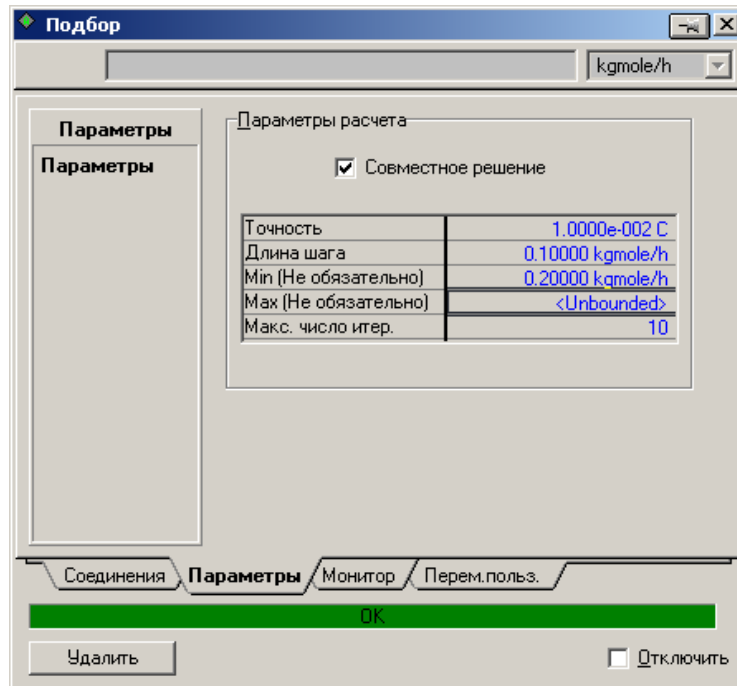 Подбор
kgmole/h
Параметры
Параметры
Параметры расчета
Совместное решение
Точность 1.0000e-002 C
Длина шага 0.10000 kgmole/h
Min (Не обязательно) 0.20000 kgmole/h
Max (Не обязательно) <Unbounded>
Макс. число итер. 10
Соединения Параметры Монитор Перем.польз.
OK
Удалить Отключить